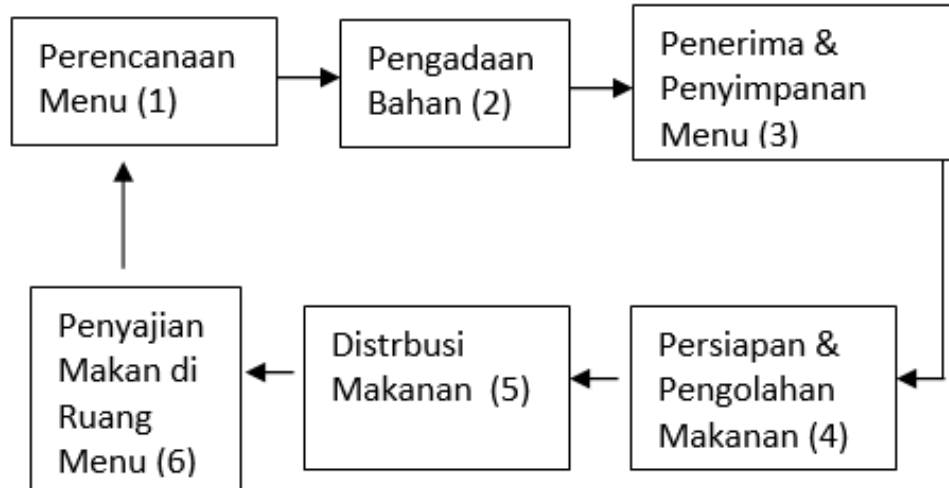 Perencanaan
Menu (1)
Pengadaan
Bahan (2)
Penerima &
Penyimpanan
Menu (3)
Persiapan &
Pengolahan
Makanan (4)
Distrbusi
Makanan (5)
Penyajian
Makan di
Ruang
Menu (6)